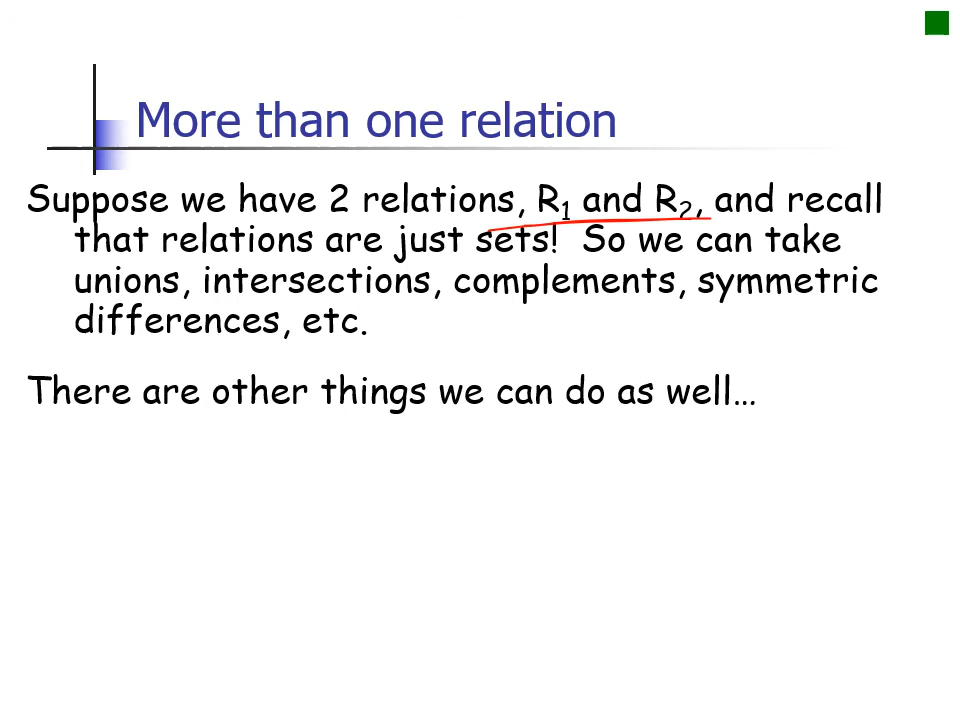 More than one relation
Suppose we have 2 relations, R₁ and R₂, and recall
that relations are just sets!  So we can take
unions, intersections, complements, symmetric
differences, etc.
There are other things we can do as well…